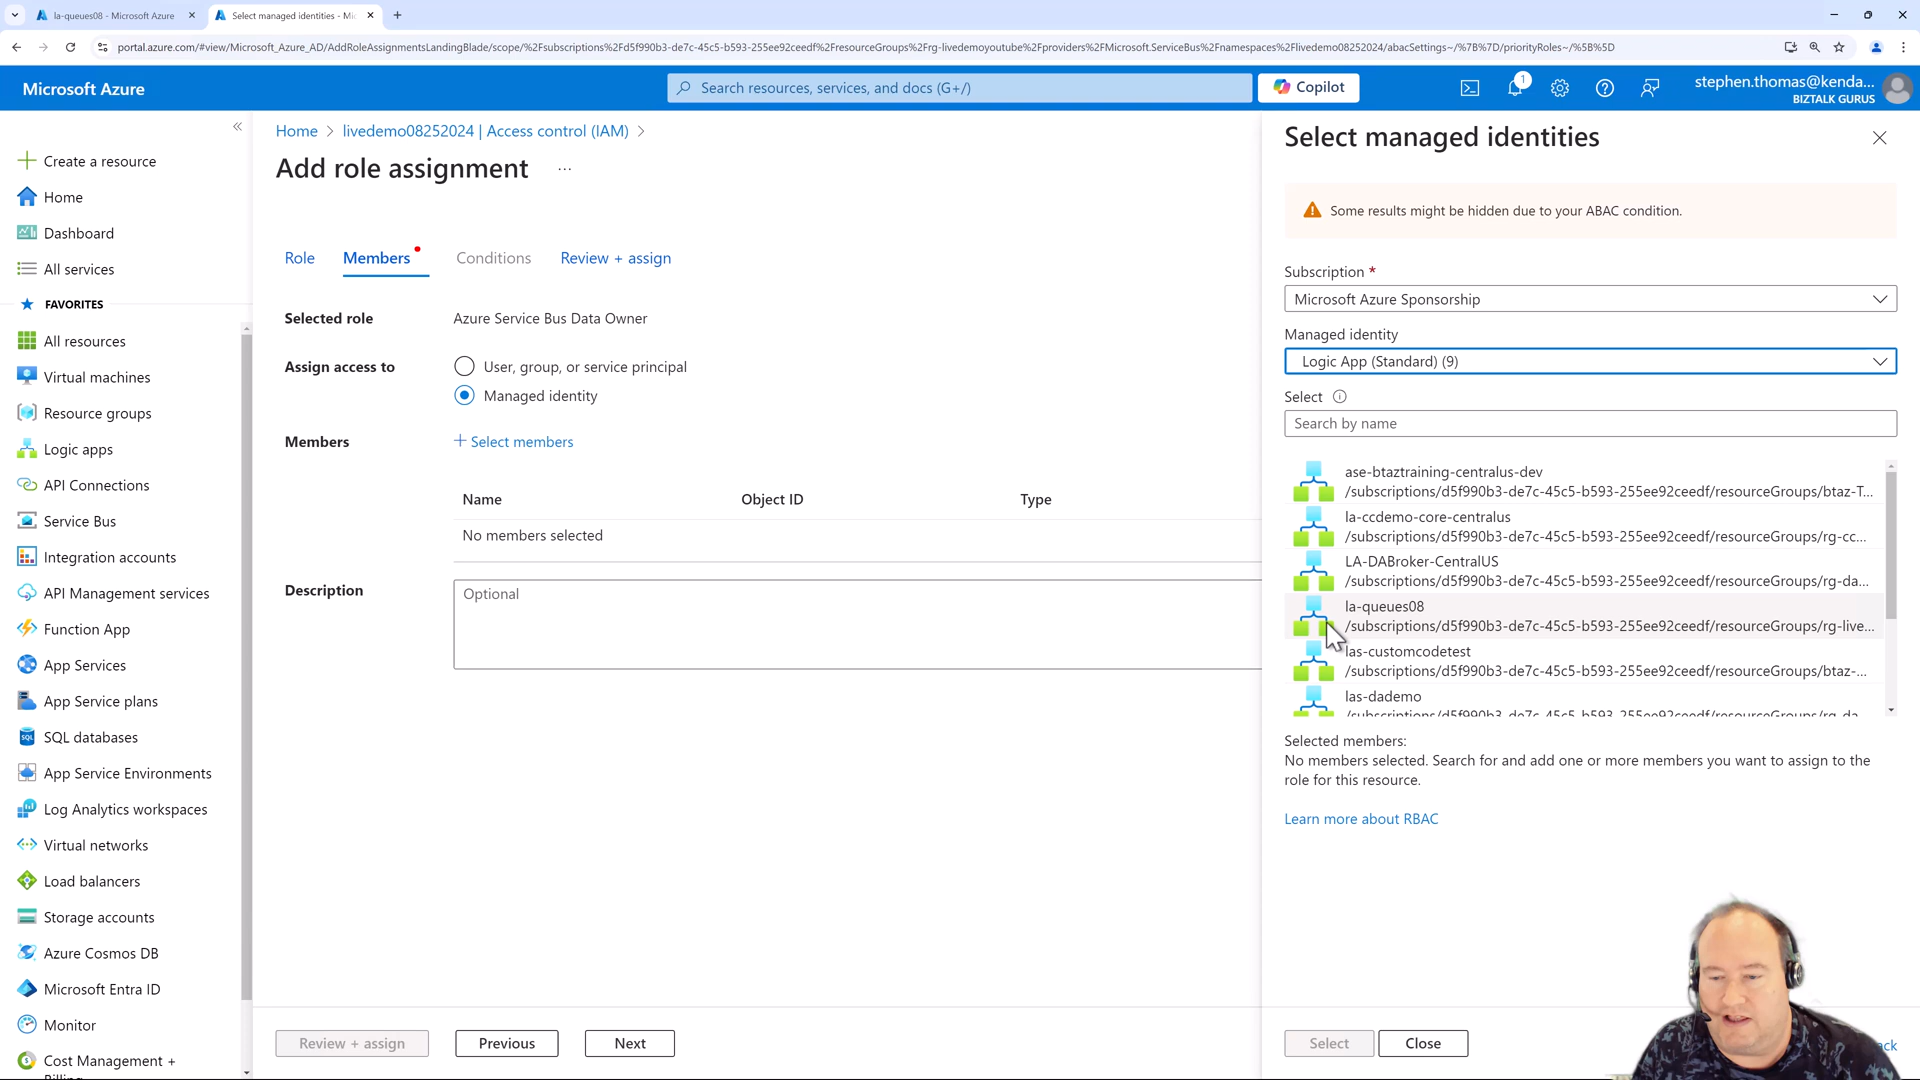 la-queues08 - Microsoft Azure
Select managed identities - Mi
portal.azure.com/#view/Microsoft_Azure_AD/AddRoleAssignmentsLandingBlade/scope/%2Fsubscriptions%2Fd5f990b3-de7c-45c5-b593-255ee92ceedf%2FresourceGroups%2Frg-livedemoyoutube%2Fproviders%2FMicrosoft.ServiceBus%2Fnamespaces%2Flivedemo08252024/abacSettings~/%7B%7D/priorityRoles~/%5B%5D
Microsoft Azure
Search resources, services, and docs (G+/)
Copilot
1
stephen.thomas@kenda...
BIZTALK GURUS
Create a resource
Home
Dashboard
All services
FAVORITES
All resources
Virtual machines
Resource groups
Logic apps
API Connections
Service Bus
Integration accounts
API Management services
Function App
App Services
App Service plans
SQL databases
App Service Environments
Log Analytics workspaces
Virtual networks
Load balancers
Storage accounts
Azure Cosmos DB
Microsoft Entra ID
Monitor
Cost Management +
Billing
Home > livedemo08252024 | Access control (IAM) >
Add role assignment ...
Role
Members
Conditions
Review + assign
Selected role
Azure Service Bus Data Owner
Assign access to
User, group, or service principal
Managed identity
Members
+ Select members
Name
Object ID
Type
No members selected
Description
Optional
Review + assign
Previous
Next
Select managed identities
Some results might be hidden due to your ABAC condition.
Subscription *
Microsoft Azure Sponsorship
Managed identity
Logic App (Standard) (9)
Select
Search by name
ase-btaztraining-centralus-dev
/subscriptions/d5f990b3-de7c-45c5-b593-255ee92ceedf/resourceGroups/btaz-T...
la-ccdemo-core-centralus
/subscriptions/d5f990b3-de7c-45c5-b593-255ee92ceedf/resourceGroups/rg-cc...
LA-DABroker-CentralUS
/subscriptions/d5f990b3-de7c-45c5-b593-255ee92ceedf/resourceGroups/rg-da...
la-queues08
/subscriptions/d5f990b3-de7c-45c5-b593-255ee92ceedf/resourceGroups/rg-live...
las-customcodetest
/subscriptions/d5f990b3-de7c-45c5-b593-255ee92ceedf/resourceGroups/btaz-...
las-dademo
/subscriptions/d5f990b3-de7c-45c5-b593-255ee92ceedf/resourceGroups/rg-da
Selected members:
No members selected. Search for and add one or more members you want to assign to the
role for this resource.
Learn more about RBAC
Select
Close